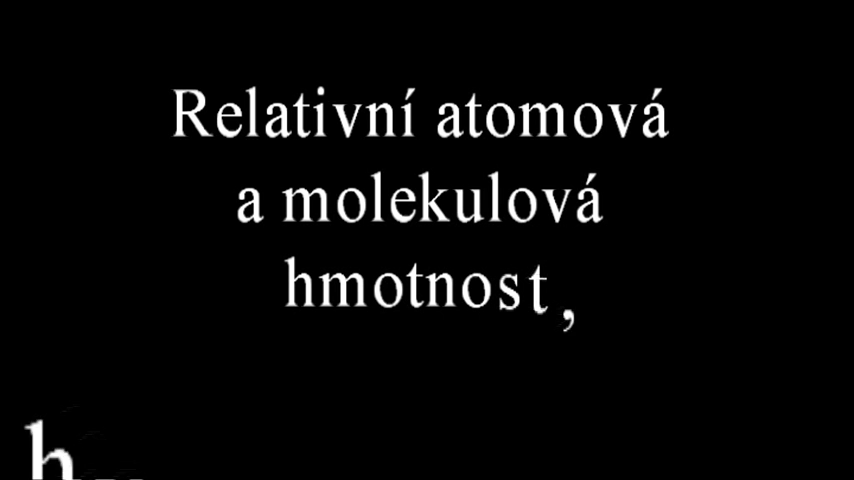 Relativní atomová
a molekulová
hmotnost,
h